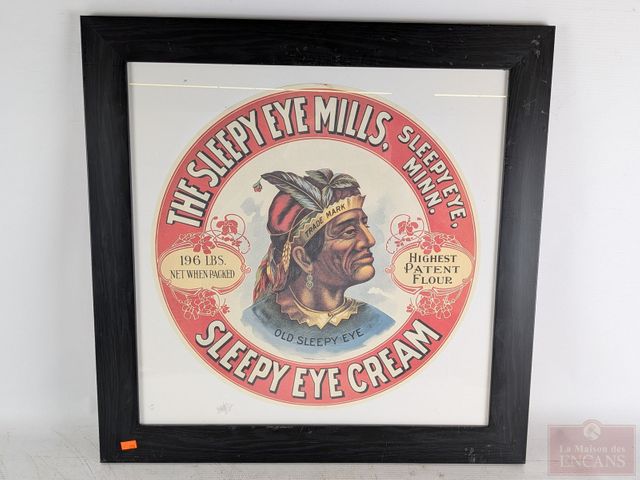 THE SLEEPY EYE MILLS,
SLEEPY EYE,
MINN.
TRADE MARK
196 LBS.
NET WHEN PACKED
HIGHEST
PATENT
FLOUR
OLD SLEEPY EYE
SLEEPY EYE CREAM
La Maison des
ENCANS